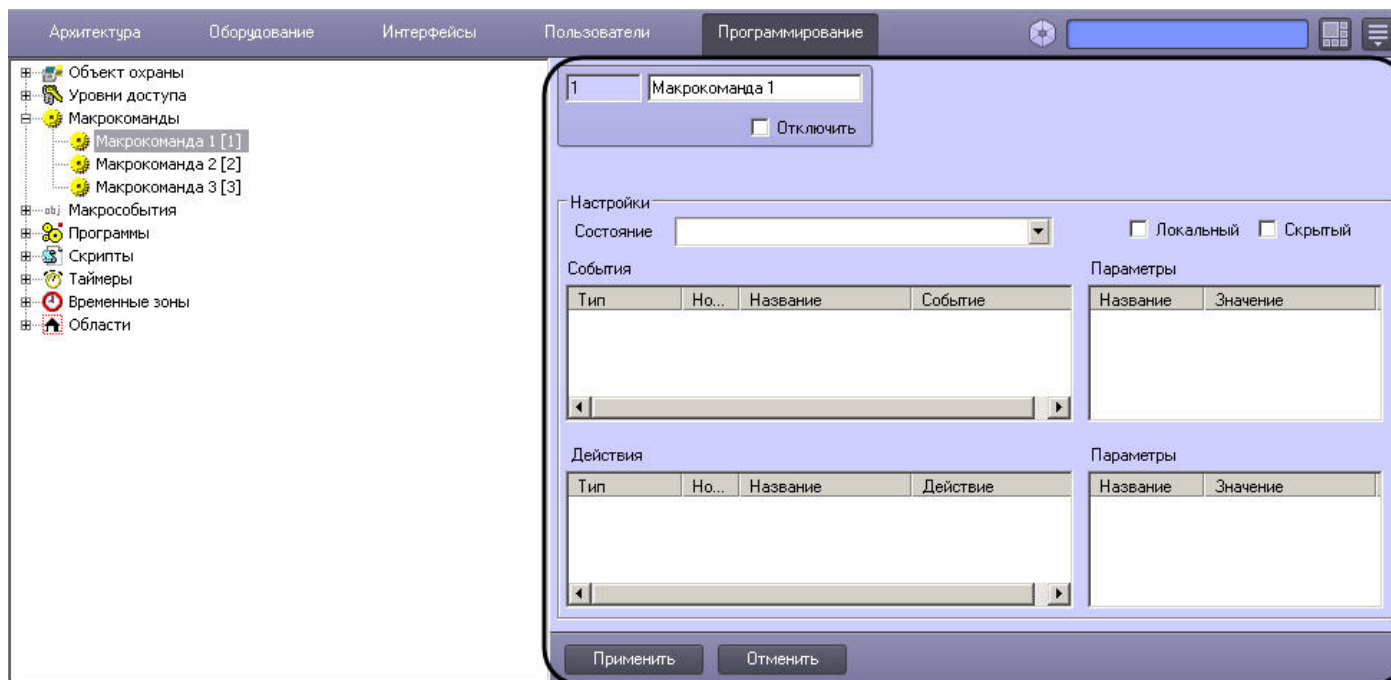 Архитектура Оборудование Интерфейсы Пользователи Программирование
Объект охраны
Уровни доступа
Макрокоманды
Макрокоманда 1 [1]
Макрокоманда 2 [2]
Макрокоманда 3 [3]
obj Макрособытия
Программы
Скрипты
Таймеры
Временные зоны
Области
1 Макрокоманда 1
Отключить
Настройки
Состояние Локальный Скрытый
События Параметры
Тип Но... Название Событие Название Значение
Действия Параметры
Тип Но... Название Действие Название Значение
Применить Отменить